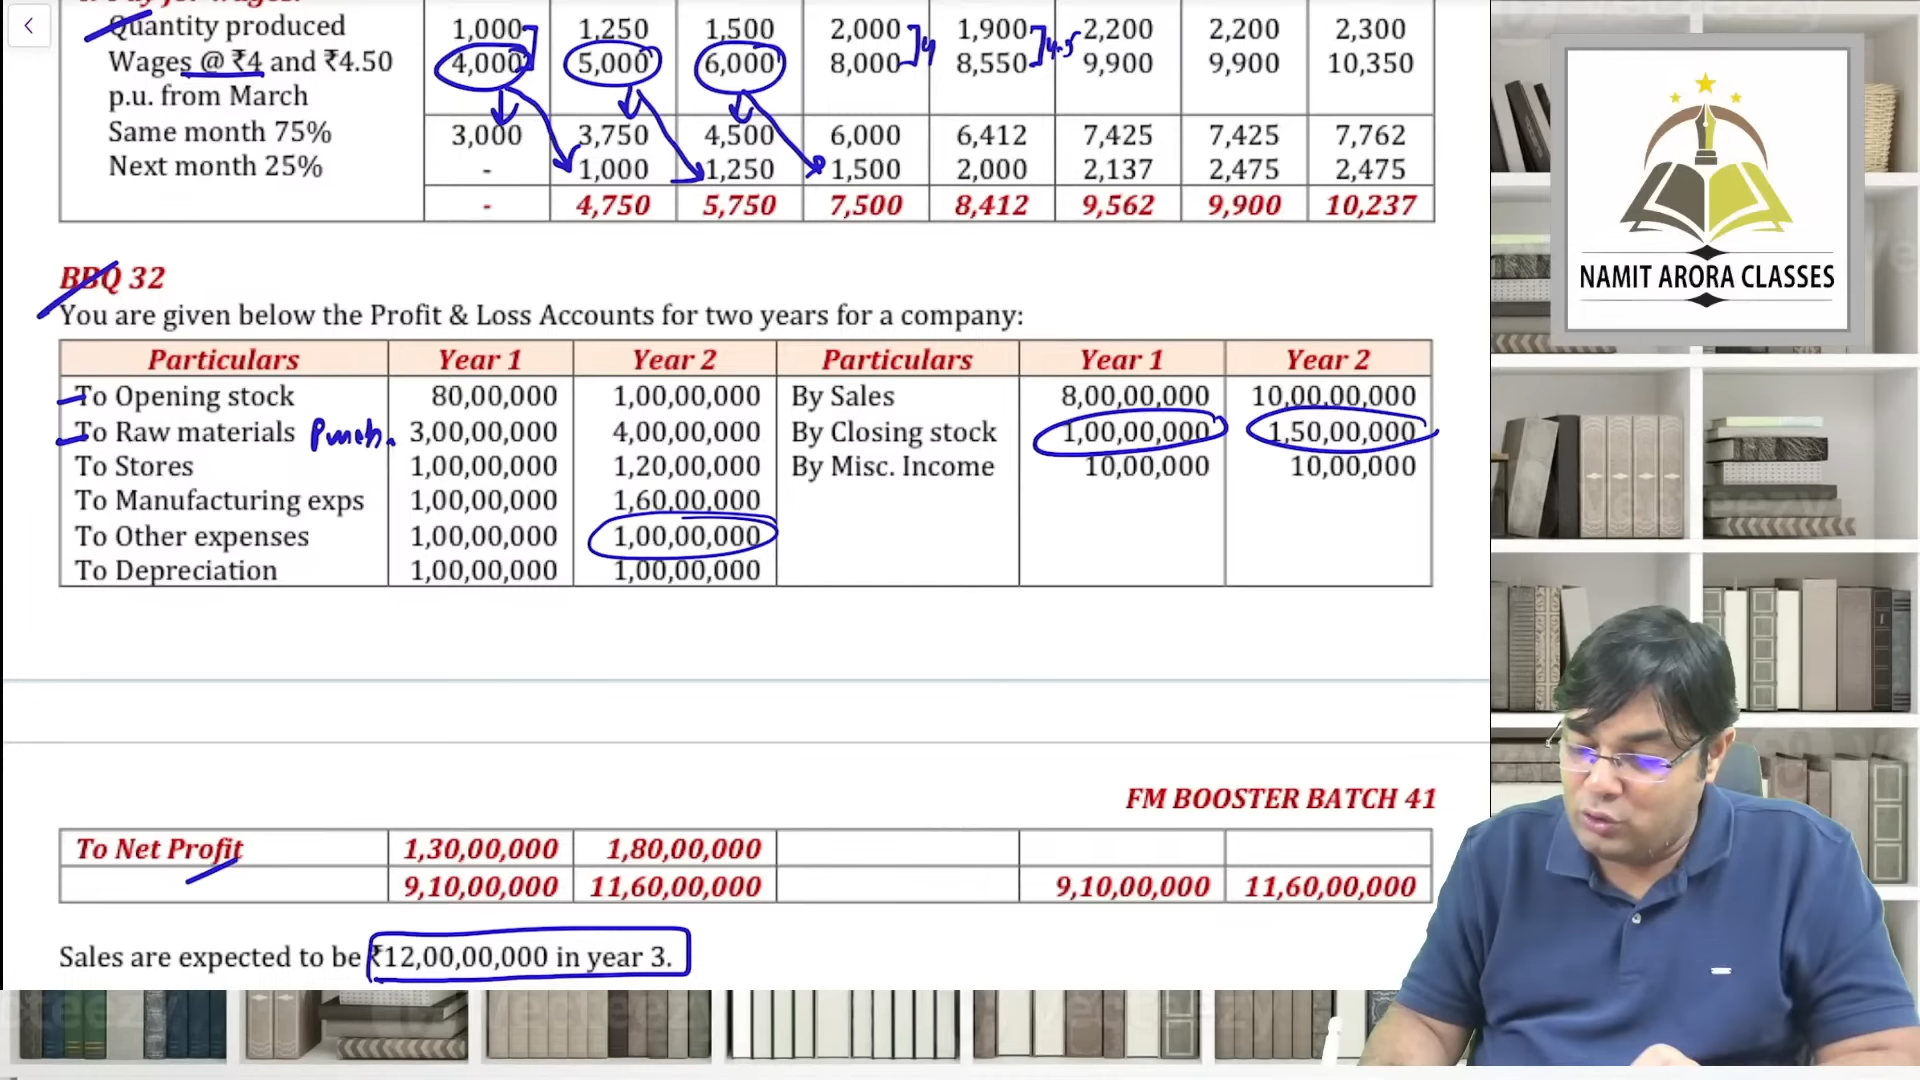 Quantity produced 1,000 1,250 1,500 2,000 1,900 2,200 2,200 2,300
4 4.5
Wages @ ₹4 and ₹4.50 4,000 5,000 6,000 8,000 8,550 9,900 9,900 10,350
p.u. from March
Same month 75% 3,000 3,750 4,500 6,000 6,412 7,425 7,425 7,762
Next month 25% - 1,000 1,250 1,500 2,000 2,137 2,475 2,475
- 4,750 5,750 7,500 8,412 9,562 9,900 10,237
BBQ 32
You are given below the Profit & Loss Accounts for two years for a company:
Particulars Year 1 Year 2 Particulars Year 1 Year 2
To Opening stock 80,00,000 1,00,00,000 By Sales 8,00,00,000 10,00,00,000
To Raw materials Purch. 3,00,00,000 4,00,00,000 By Closing stock 1,00,00,000 1,50,00,000
To Stores 1,00,00,000 1,20,00,000 By Misc. Income 10,00,000 10,00,000
To Manufacturing exps 1,00,00,000 1,60,00,000
To Other expenses 1,00,00,000 1,00,00,000
To Depreciation 1,00,00,000 1,00,00,000
FM BOOSTER BATCH 41
To Net Profit 1,30,00,000 1,80,00,000
9,10,00,000 11,60,00,000 9,10,00,000 11,60,00,000
Sales are expected to be ₹12,00,00,000 in year 3.
NAMIT ARORA CLASSES